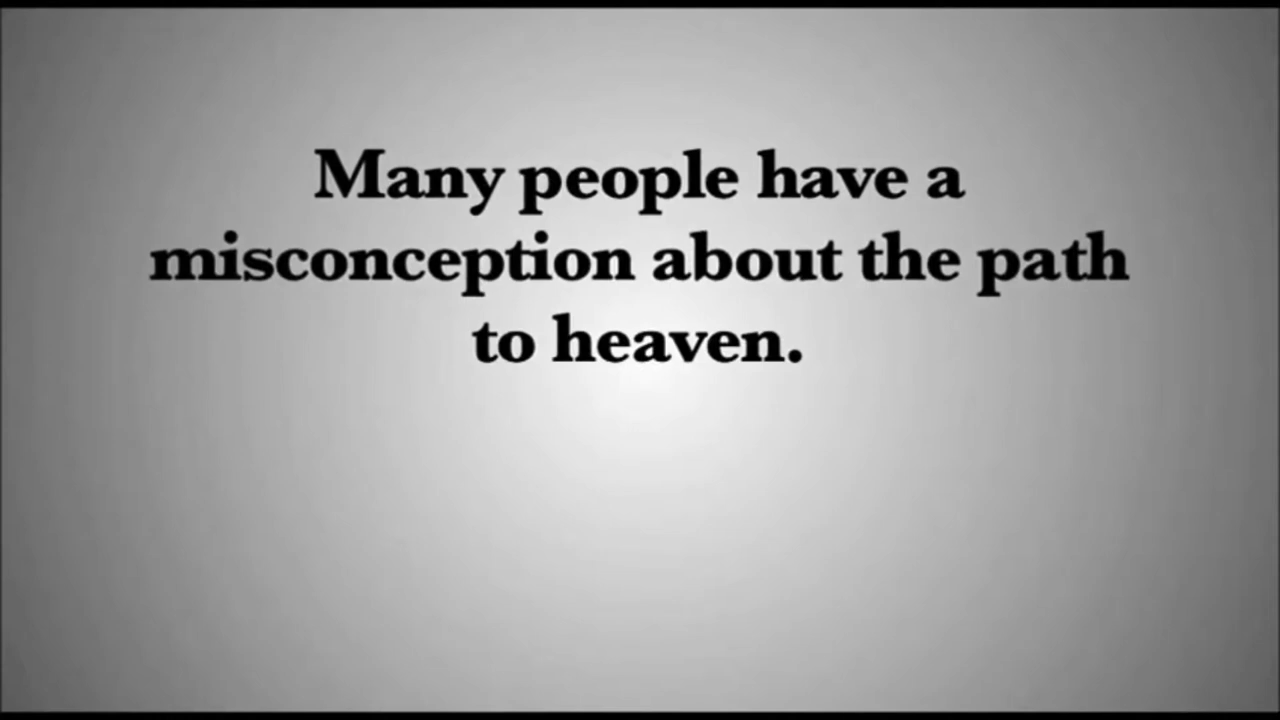 Many people have a
misconception about the path
to heaven.